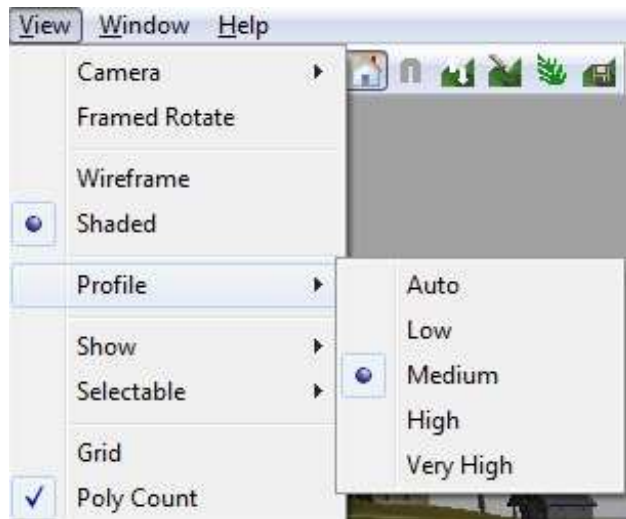 View Window Help
Camera
Framed Rotate
Wireframe
Shaded
Profile
Show
Selectable
Grid
Poly Count
Auto
Low
Medium
High
Very High